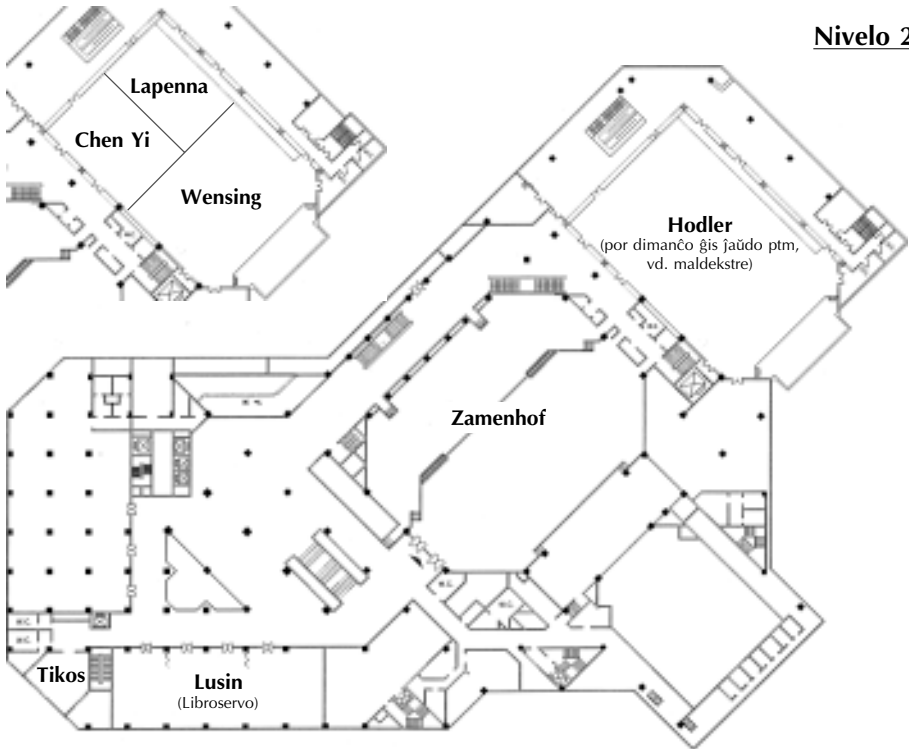 Nivelo 2
Lapenna
Chen Yi
Wensing
Hodler
(por dimanĉo ĝis ĵaŭdo ptm,
vd. maldekstre)
Zamenhof
W.C.
W.C.
W.C.
W.C.
Tikos
Lusin
(Libroservo)